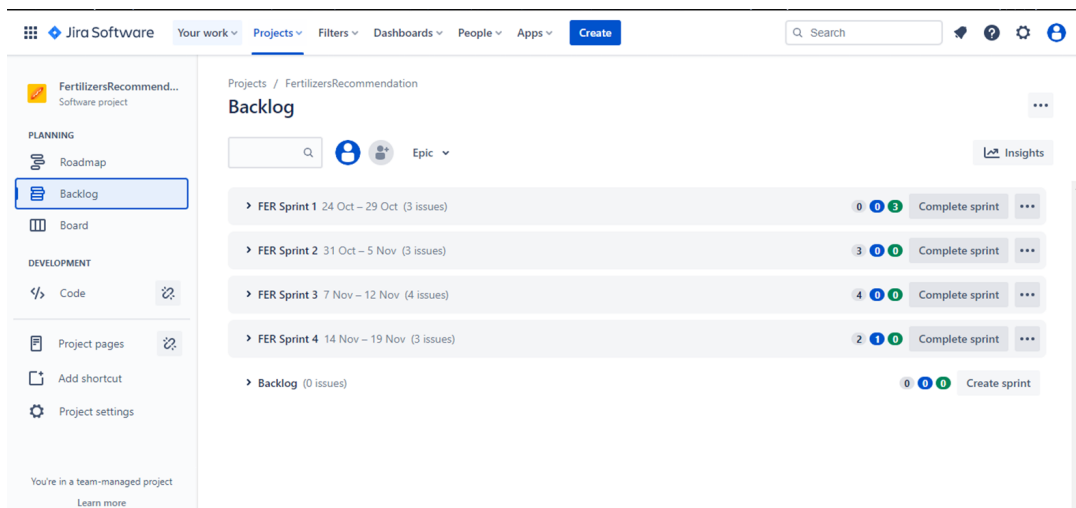 Jira Software Your work Projects Filters Dashboards People Apps Create Search
FertilizersRecommend...
Software project
PLANNING
Roadmap
Backlog
Board
DEVELOPMENT
Code
Project pages
Add shortcut
Project settings
You're in a team-managed project
Learn more
Projects / FertilizersRecommendation
Backlog
Epic Insights
FER Sprint 1 24 Oct – 29 Oct (3 issues) 0 0 3 Complete sprint
FER Sprint 2 31 Oct – 5 Nov (3 issues) 3 0 0 Complete sprint
FER Sprint 3 7 Nov – 12 Nov (4 issues) 4 0 0 Complete sprint
FER Sprint 4 14 Nov – 19 Nov (3 issues) 2 1 0 Complete sprint
Backlog (0 issues) 0 0 0 Create sprint